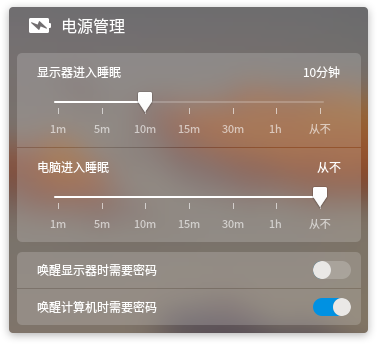 电源管理
显示器进入睡眠 10分钟
1m 5m 10m 15m 30m 1h 从不
电脑进入睡眠 从不
1m 5m 10m 15m 30m 1h 从不
唤醒显示器时需要密码
唤醒计算机时需要密码